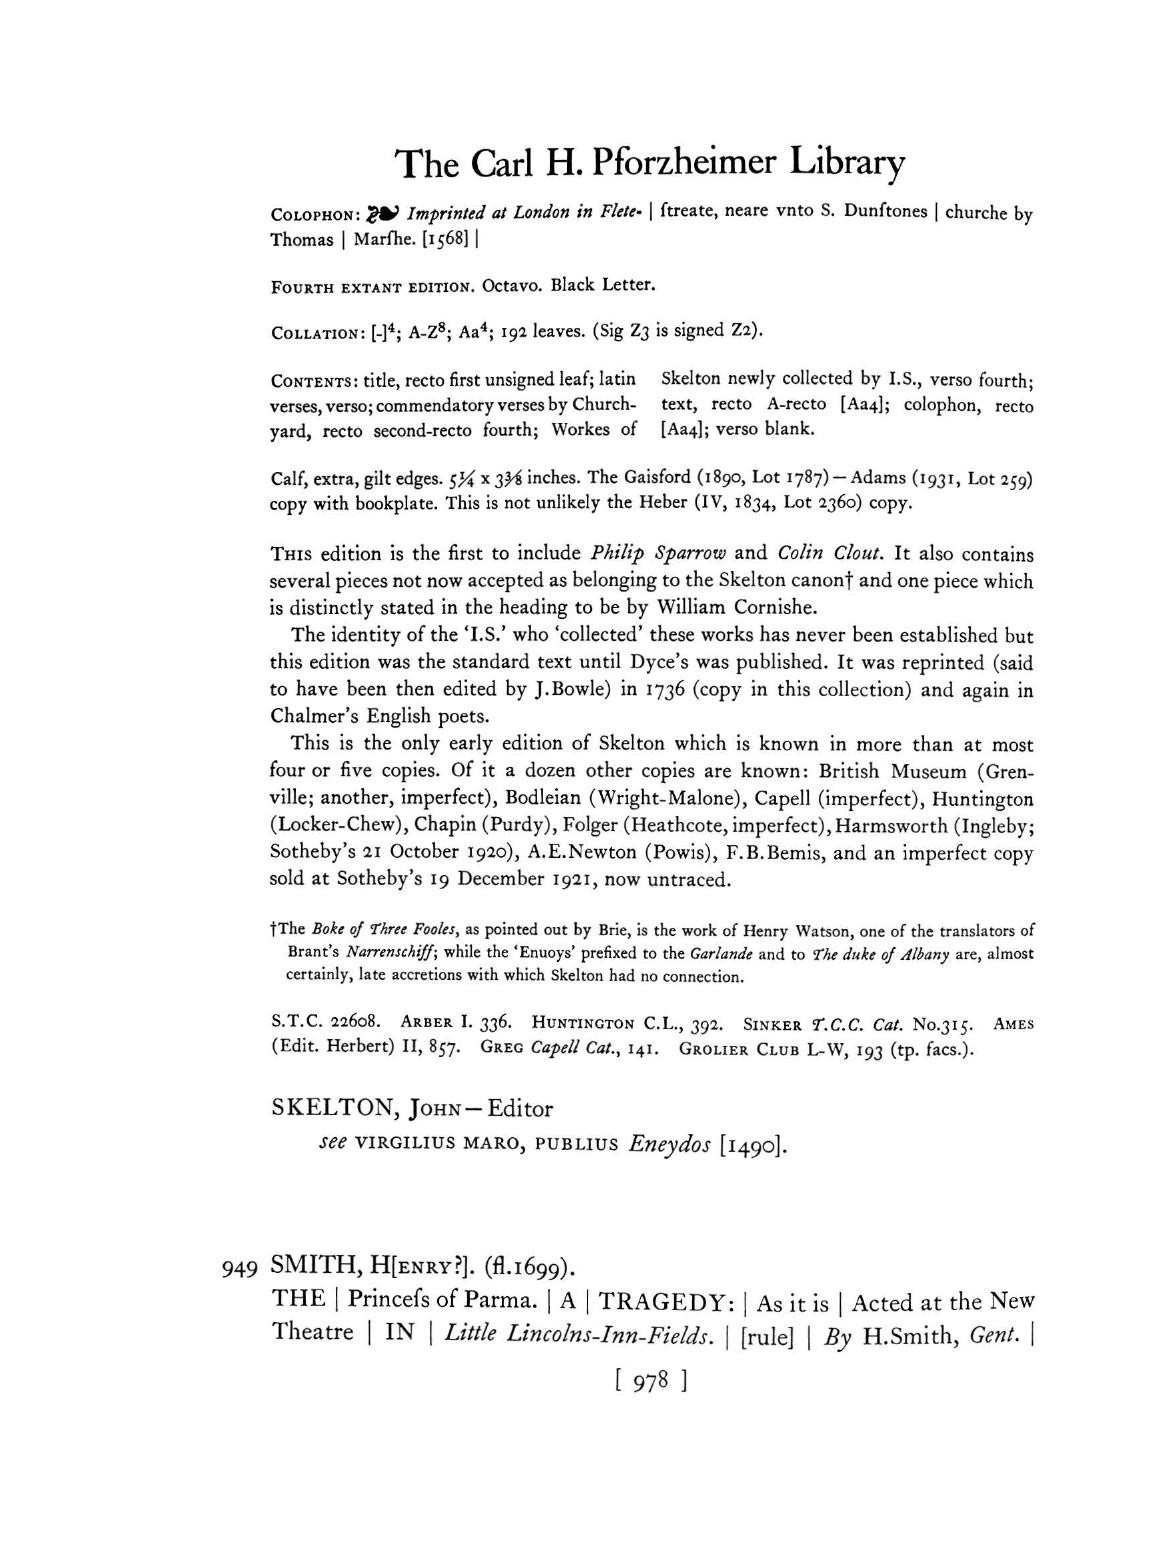 The Carl H. Pforzheimer Library
COLOPHON: ❧ Imprinted at London in Flete- | ſtreate, neare vnto S. Dunſtones | churche by
Thomas | Marſhe. [1568] |
FOURTH EXTANT EDITION. Octavo. Black Letter.
COLLATION: [-]⁴; A-Z⁸; Aa⁴; 192 leaves. (Sig Z3 is signed Z2).
CONTENTS: title, recto first unsigned leaf; latin
verses, verso; commendatory verses by Church-
yard, recto second-recto fourth; Workes of
Skelton newly collected by I.S., verso fourth;
text, recto A-recto [Aa4]; colophon, recto
[Aa4]; verso blank.
Calf, extra, gilt edges. 5¼ x 3⅜ inches. The Gaisford (1890, Lot 1787) — Adams (1931, Lot 259)
copy with bookplate. This is not unlikely the Heber (IV, 1834, Lot 2360) copy.
THIS edition is the first to include Philip Sparrow and Colin Clout. It also contains
several pieces not now accepted as belonging to the Skelton canon† and one piece which
is distinctly stated in the heading to be by William Cornishe.
The identity of the ‘I.S.’ who ‘collected’ these works has never been established but
this edition was the standard text until Dyce’s was published. It was reprinted (said
to have been then edited by J.Bowle) in 1736 (copy in this collection) and again in
Chalmer’s English poets.
This is the only early edition of Skelton which is known in more than at most
four or five copies. Of it a dozen other copies are known: British Museum (Gren-
ville; another, imperfect), Bodleian (Wright-Malone), Capell (imperfect), Huntington
(Locker-Chew), Chapin (Purdy), Folger (Heathcote, imperfect), Harmsworth (Ingleby;
Sotheby’s 21 October 1920), A.E.Newton (Powis), F.B.Bemis, and an imperfect copy
sold at Sotheby’s 19 December 1921, now untraced.
†The Boke of Three Fooles, as pointed out by Brie, is the work of Henry Watson, one of the translators of
Brant’s Narrenschiff; while the ‘Enuoys’ prefixed to the Garlande and to The duke of Albany are, almost
certainly, late accretions with which Skelton had no connection.
S.T.C. 22608. ARBER I. 336. HUNTINGTON C.L., 392. SINKER T.C.C. Cat. No.315. AMES
(Edit. Herbert) II, 857. GREG Capell Cat., 141. GROLIER CLUB L-W, 193 (tp. facs.).
SKELTON, JOHN — Editor
see VIRGILIUS MARO, PUBLIUS Eneydos [1490].
949 SMITH, H[ENRY?]. (fl.1699).
THE | Princeſs of Parma. | A | TRAGEDY: | As it is | Acted at the New
Theatre | IN | Little Lincolns-Inn-Fields. | [rule] | By H.Smith, Gent. |
[ 978 ]